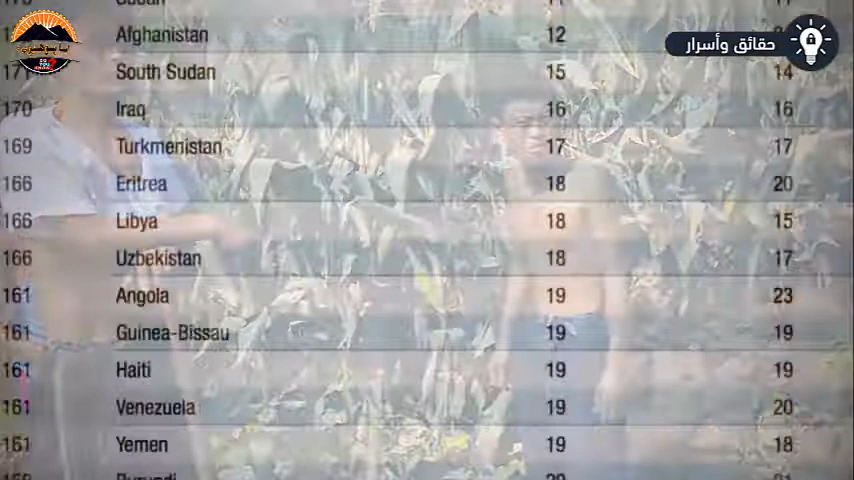 Sudan
Afghanistan 12
حقائق وأسرار
171 South Sudan 15 14
170 Iraq 16 16
169 Turkmenistan 17 17
166 Eritrea 18 20
166 Libya 18 15
166 Uzbekistan 18 17
161 Angola 19 23
161 Guinea-Bissau 19 19
161 Haiti 19 19
161 Venezuela 19 20
161 Yemen 19 18
Burundi